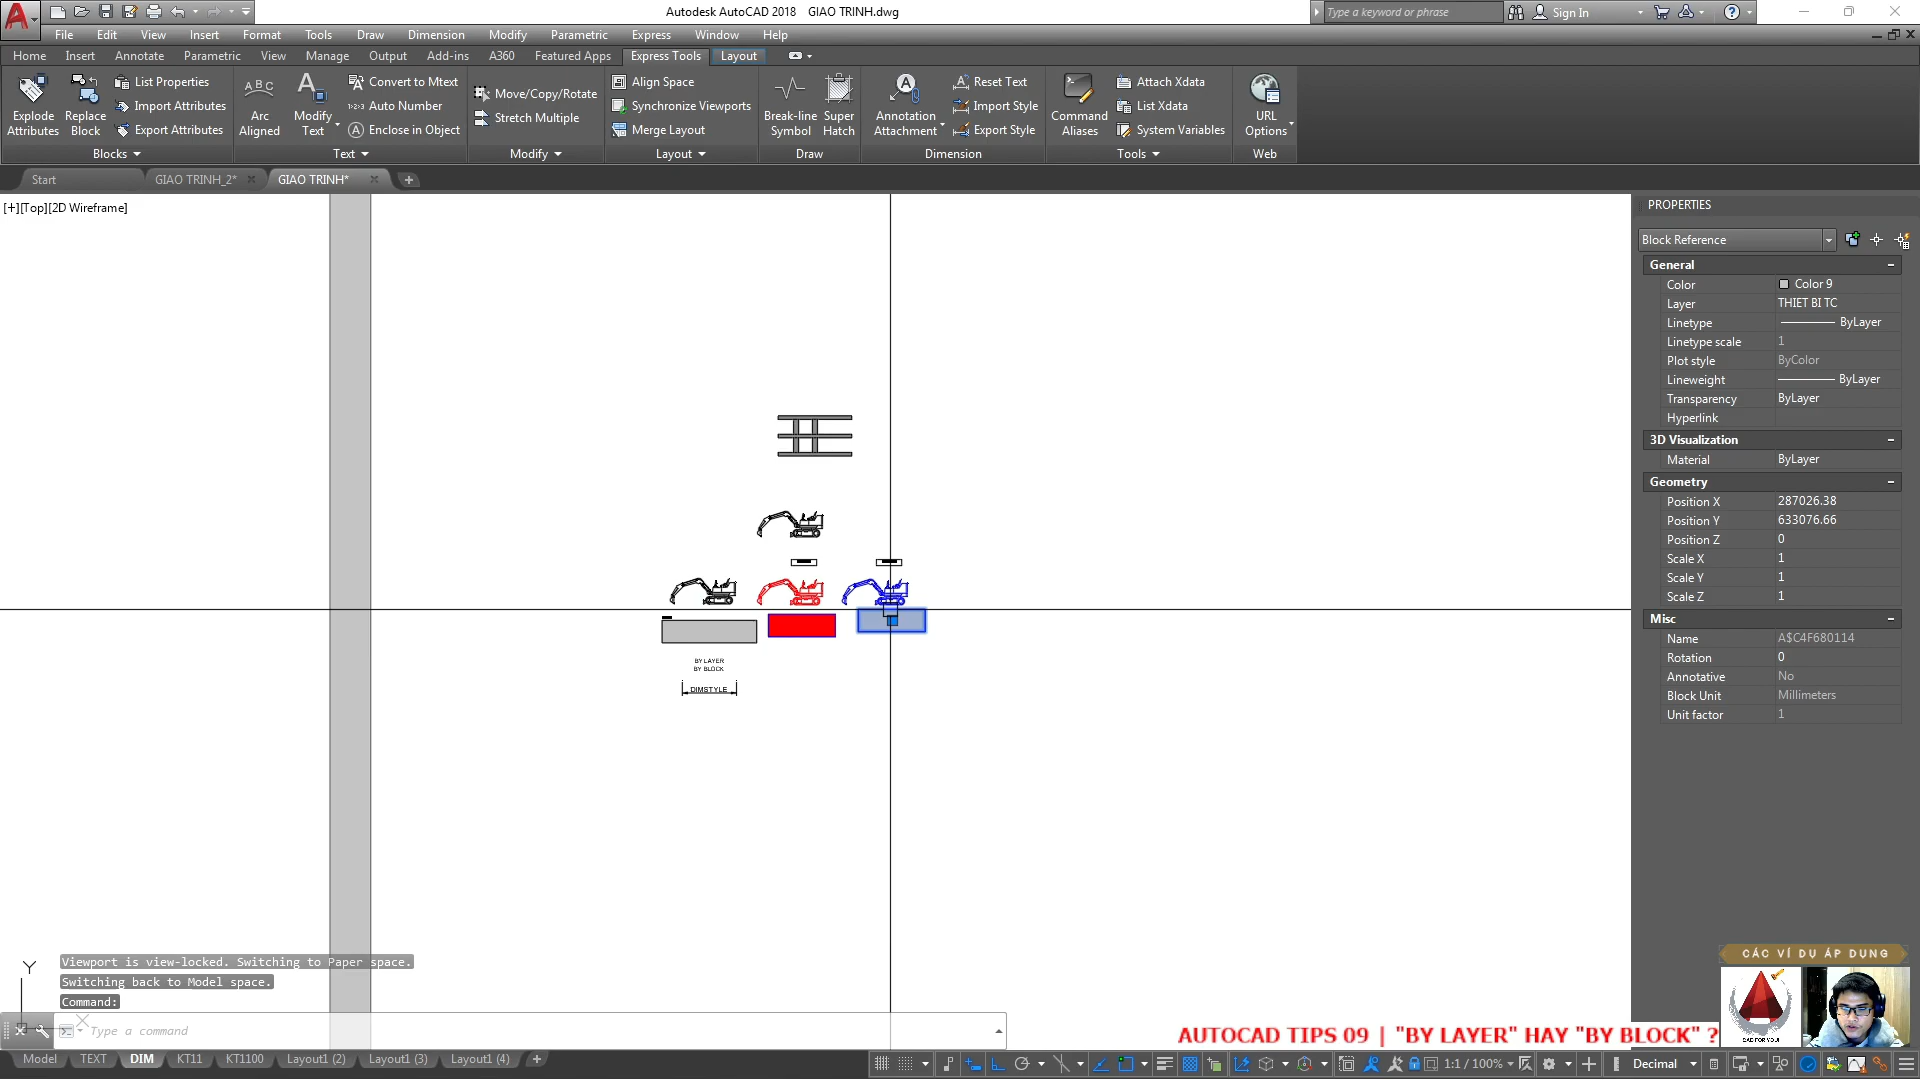 Autodesk AutoCAD 2018 GIAO TRINH.dwg
Type a keyword or phrase
Sign In
File Edit View Insert Format Tools Draw Dimension Modify Parametric Express Window Help
Home Insert Annotate Parametric View Manage Output Add-ins A360 Featured Apps Express Tools Layout
Explode Attributes
Replace Block
List Properties
Import Attributes
Export Attributes
Blocks
Arc Aligned
Modify Text
Convert to Mtext
Auto Number
Enclose in Object
Text
Move/Copy/Rotate
Stretch Multiple
Modify
Align Space
Synchronize Viewports
Merge Layout
Layout
Break-line Symbol
Super Hatch
Draw
Annotation Attachment
Reset Text
Import Style
Export Style
Dimension
Command Aliases
Attach Xdata
List Xdata
System Variables
Tools
URL Options
Web
Start GIAO TRINH_2* GIAO TRINH*
[+][Top][2D Wireframe]
BY LAYER
BY BLOCK
DIMSTYLE
Y
PROPERTIES
Block Reference
General
Color Color 9
Layer THIET BI TC
Linetype ByLayer
Linetype scale 1
Plot style ByColor
Lineweight ByLayer
Transparency ByLayer
Hyperlink
3D Visualization
Material ByLayer
Geometry
Position X 287026.38
Position Y 633076.66
Position Z 0
Scale X 1
Scale Y 1
Scale Z 1
Misc
Name A$C4F680114
Rotation 0
Annotative No
Block Unit Millimeters
Unit factor 1
Viewport is view-locked. Switching to Paper space.
Switching back to Model space.
Command:
Type a command
CÁC VÍ DỤ ÁP DỤNG
CAD FOR YOU!
AUTOCAD TIPS 09 | "BY LAYER" HAY "BY BLOCK" ?
Model TEXT DIM KT11 KT1100 Layout1 (2) Layout1 (3) Layout1 (4)
1:1 / 100% Decimal